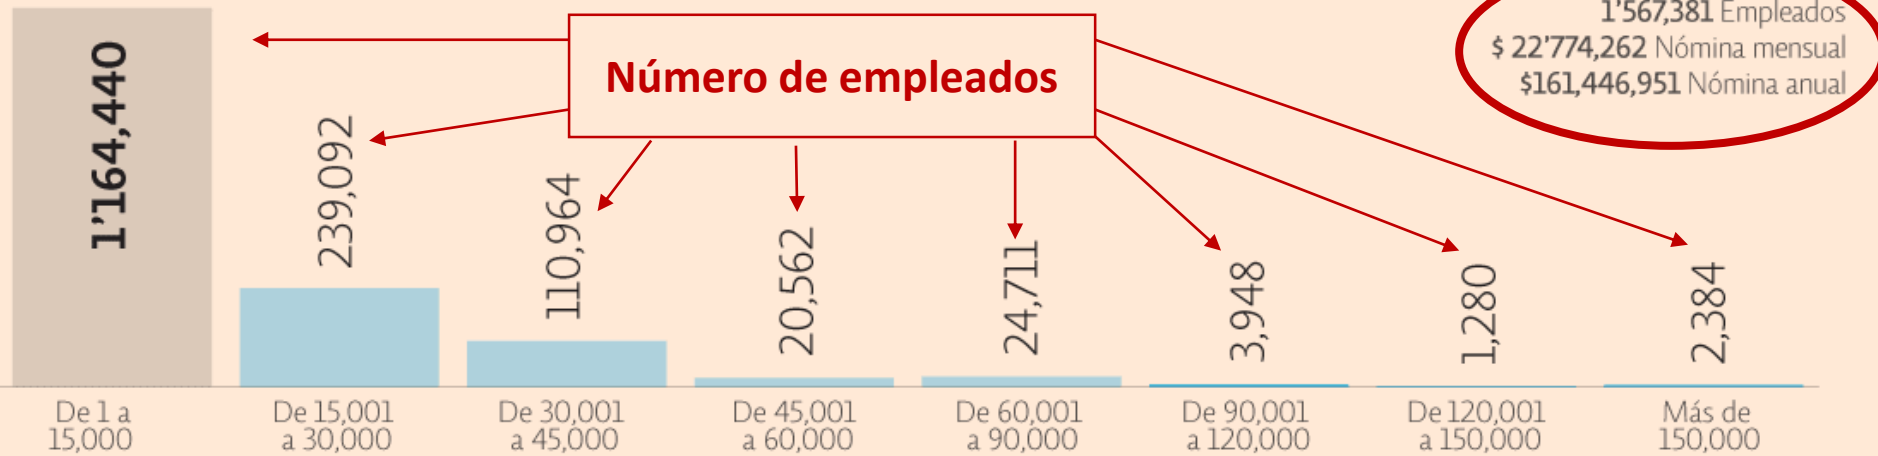 1'567,381 Empleados
$ 22'774,262 Nómina mensual
$161,446,951 Nómina anual
Número de empleados
1'164,440
239,092
110,964
20,562
24,711
3,948
1,280
2,384
De 1 a
15,000
De 15,001
a 30,000
De 30,001
a 45,000
De 45,001
a 60,000
De 60,001
a 90,000
De 90,001
a 120,000
De 120,001
a 150,000
Más de
150,000